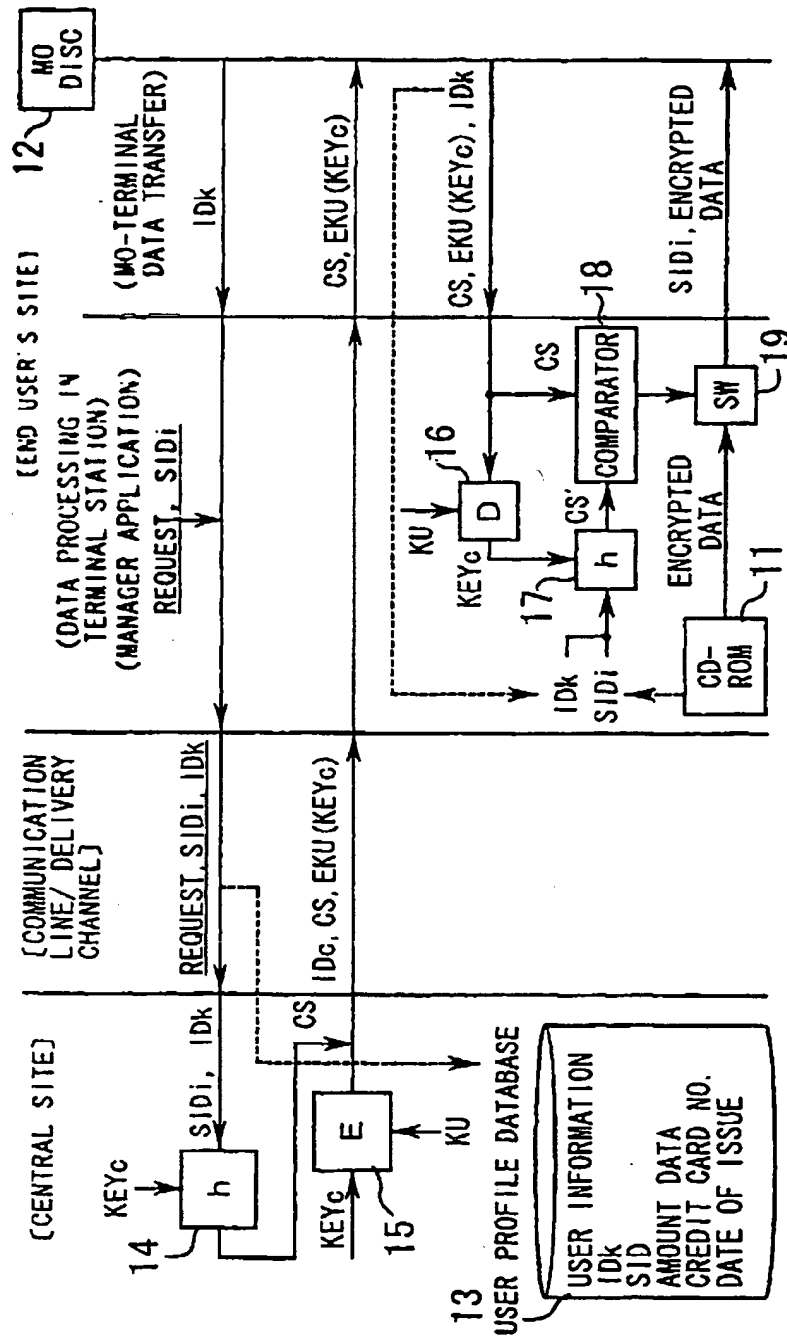 [CENTRAL SITE]
[COMMUNICATION
LINE/ DELIVERY
CHANNEL]
[END USER'S SITE]
(DATA PROCESSING IN
TERMINAL STATION)
(MANAGER APPLICATION)
(MO-TERMINAL
DATA TRANSFER)
12
MO
DISC
KEYc
SIDi, IDk
h
14
REQUEST, SIDi, IDk
REQUEST, SIDi
IDk
CS
KEYc
E
KU
15
IDc, CS, EKU(KEYc)
CS, EKU(KEYc)
CS, EKU(KEYc), IDk
KU
16
D
KEYc
CS
18
COMPARATOR
CS'
17
h
IDk
SIDi
CD-
ROM
11
ENCRYPTED
DATA
SW
19
SIDi, ENCRYPTED
DATA
13
USER PROFILE DATABASE
USER INFORMATION
IDk
SID
AMOUNT DATA
CREDIT CARD NO.
DATE OF ISSUE